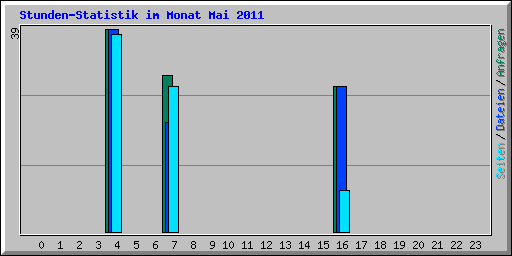 Stunden-Statistik im Monat Mai 2011
39
Seiten/Dateien/Anfragen
0 1 2 3 4 5 6 7 8 9 10 11 12 13 14 15 16 17 18 19 20 21 22 23